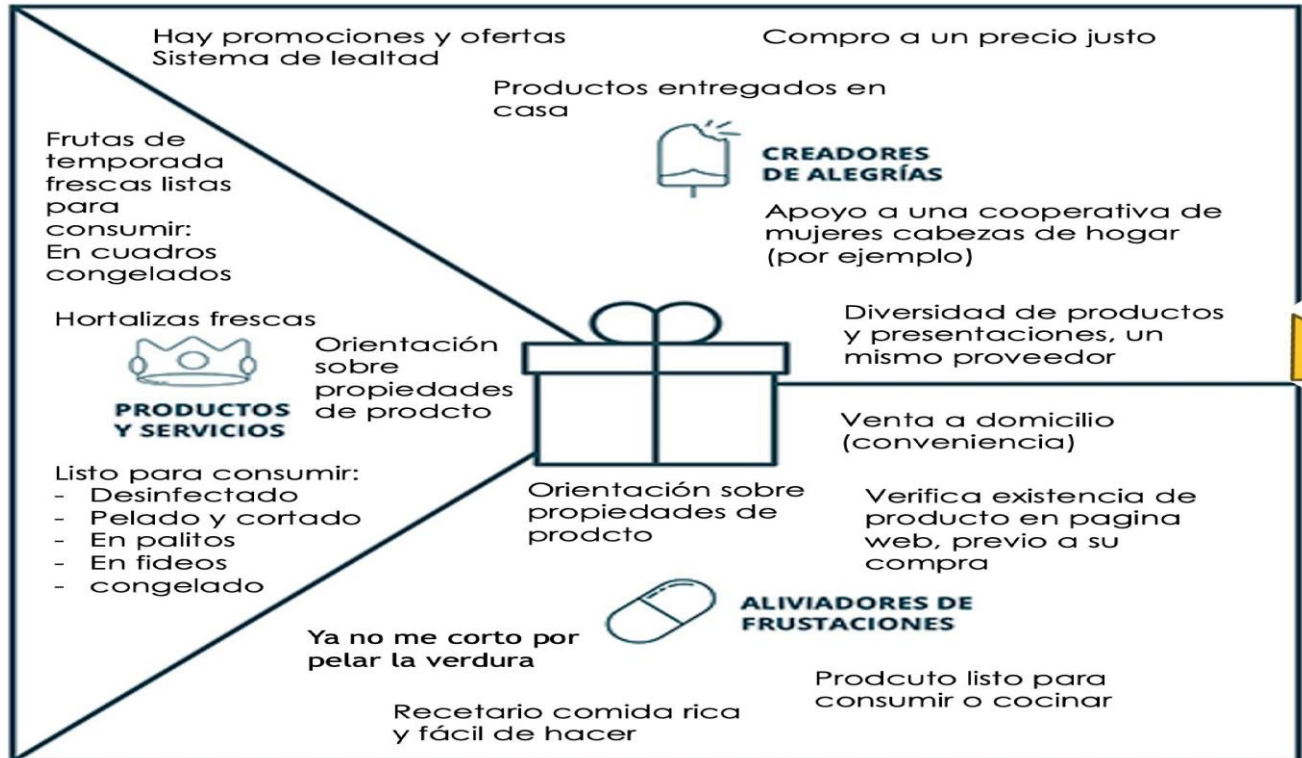 Hay promociones y ofertas
Sistema de lealtad
Compro a un precio justo
Productos entregados en
casa
CREADORES
DE ALEGRÍAS
Apoyo a una cooperativa de
mujeres cabezas de hogar
(por ejemplo)
Diversidad de productos
y presentaciones, un
mismo proveedor
Frutas de
temporada
frescas listas
para
consumir:
En cuadros
congelados
Hortalizas frescas
Orientación
sobre
propiedades
de prodcto
PRODUCTOS
Y SERVICIOS
Listo para consumir:
- Desinfectado
- Pelado y cortado
- En palitos
- En fideos
- congelado
Venta a domicilio
(conveniencia)
Orientación sobre
propiedades de
prodcto
Verifica existencia de
producto en pagina
web, previo a su
compra
ALIVIADORES DE
FRUSTACIONES
Ya no me corto por
pelar la verdura
Prodcuto listo para
consumir o cocinar
Recetario comida rica
y fácil de hacer